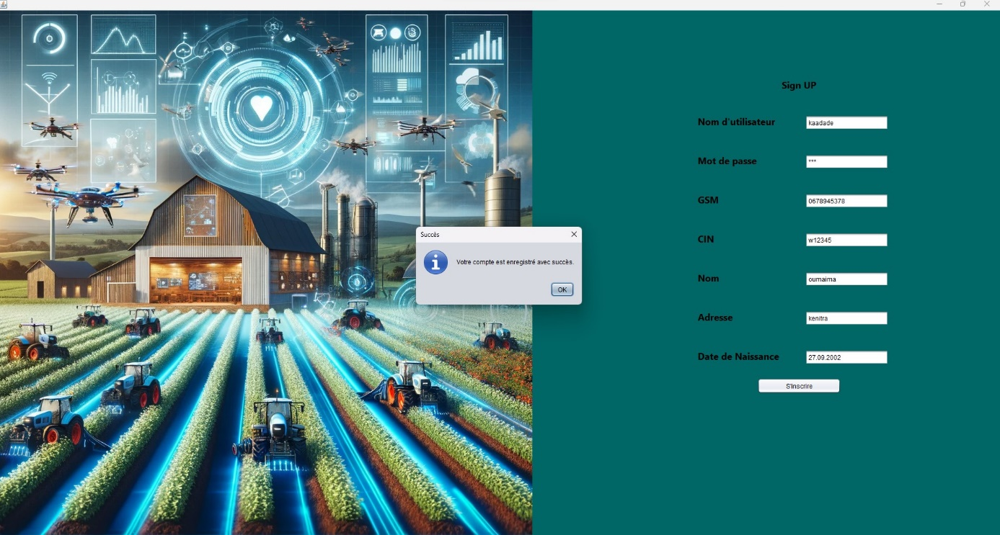 Sign UP
Nom d'utilisateur kaadade
Mot de passe ***
GSM 0678945378
CIN w12345
Nom oumaima
Adresse kenitra
Date de Naissance 27.09.2002
S'inscrire
Succès
Votre compte est enregistré avec succès.
OK